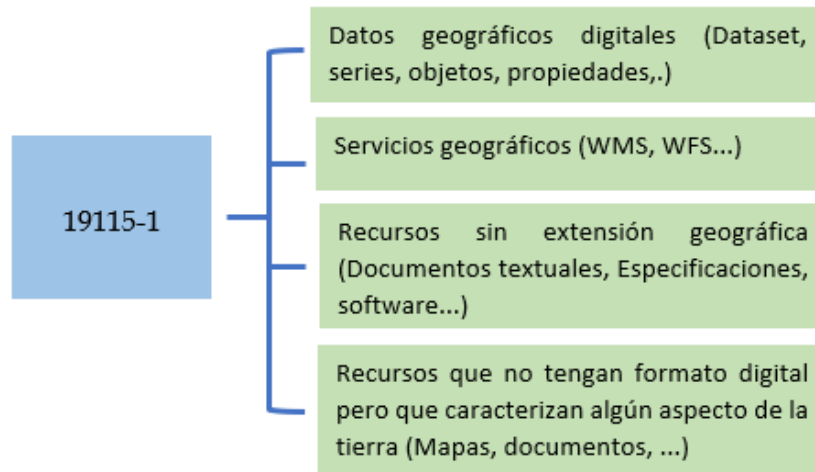 Datos geográficos digitales (Dataset,
series, objetos, propiedades,.)
Servicios geográficos (WMS, WFS...)
19115-1
Recursos sin extensión geográfica
(Documentos textuales, Especificaciones,
software...)
Recursos que no tengan formato digital
pero que caracterizan algún aspecto de la
tierra (Mapas, documentos, ...)